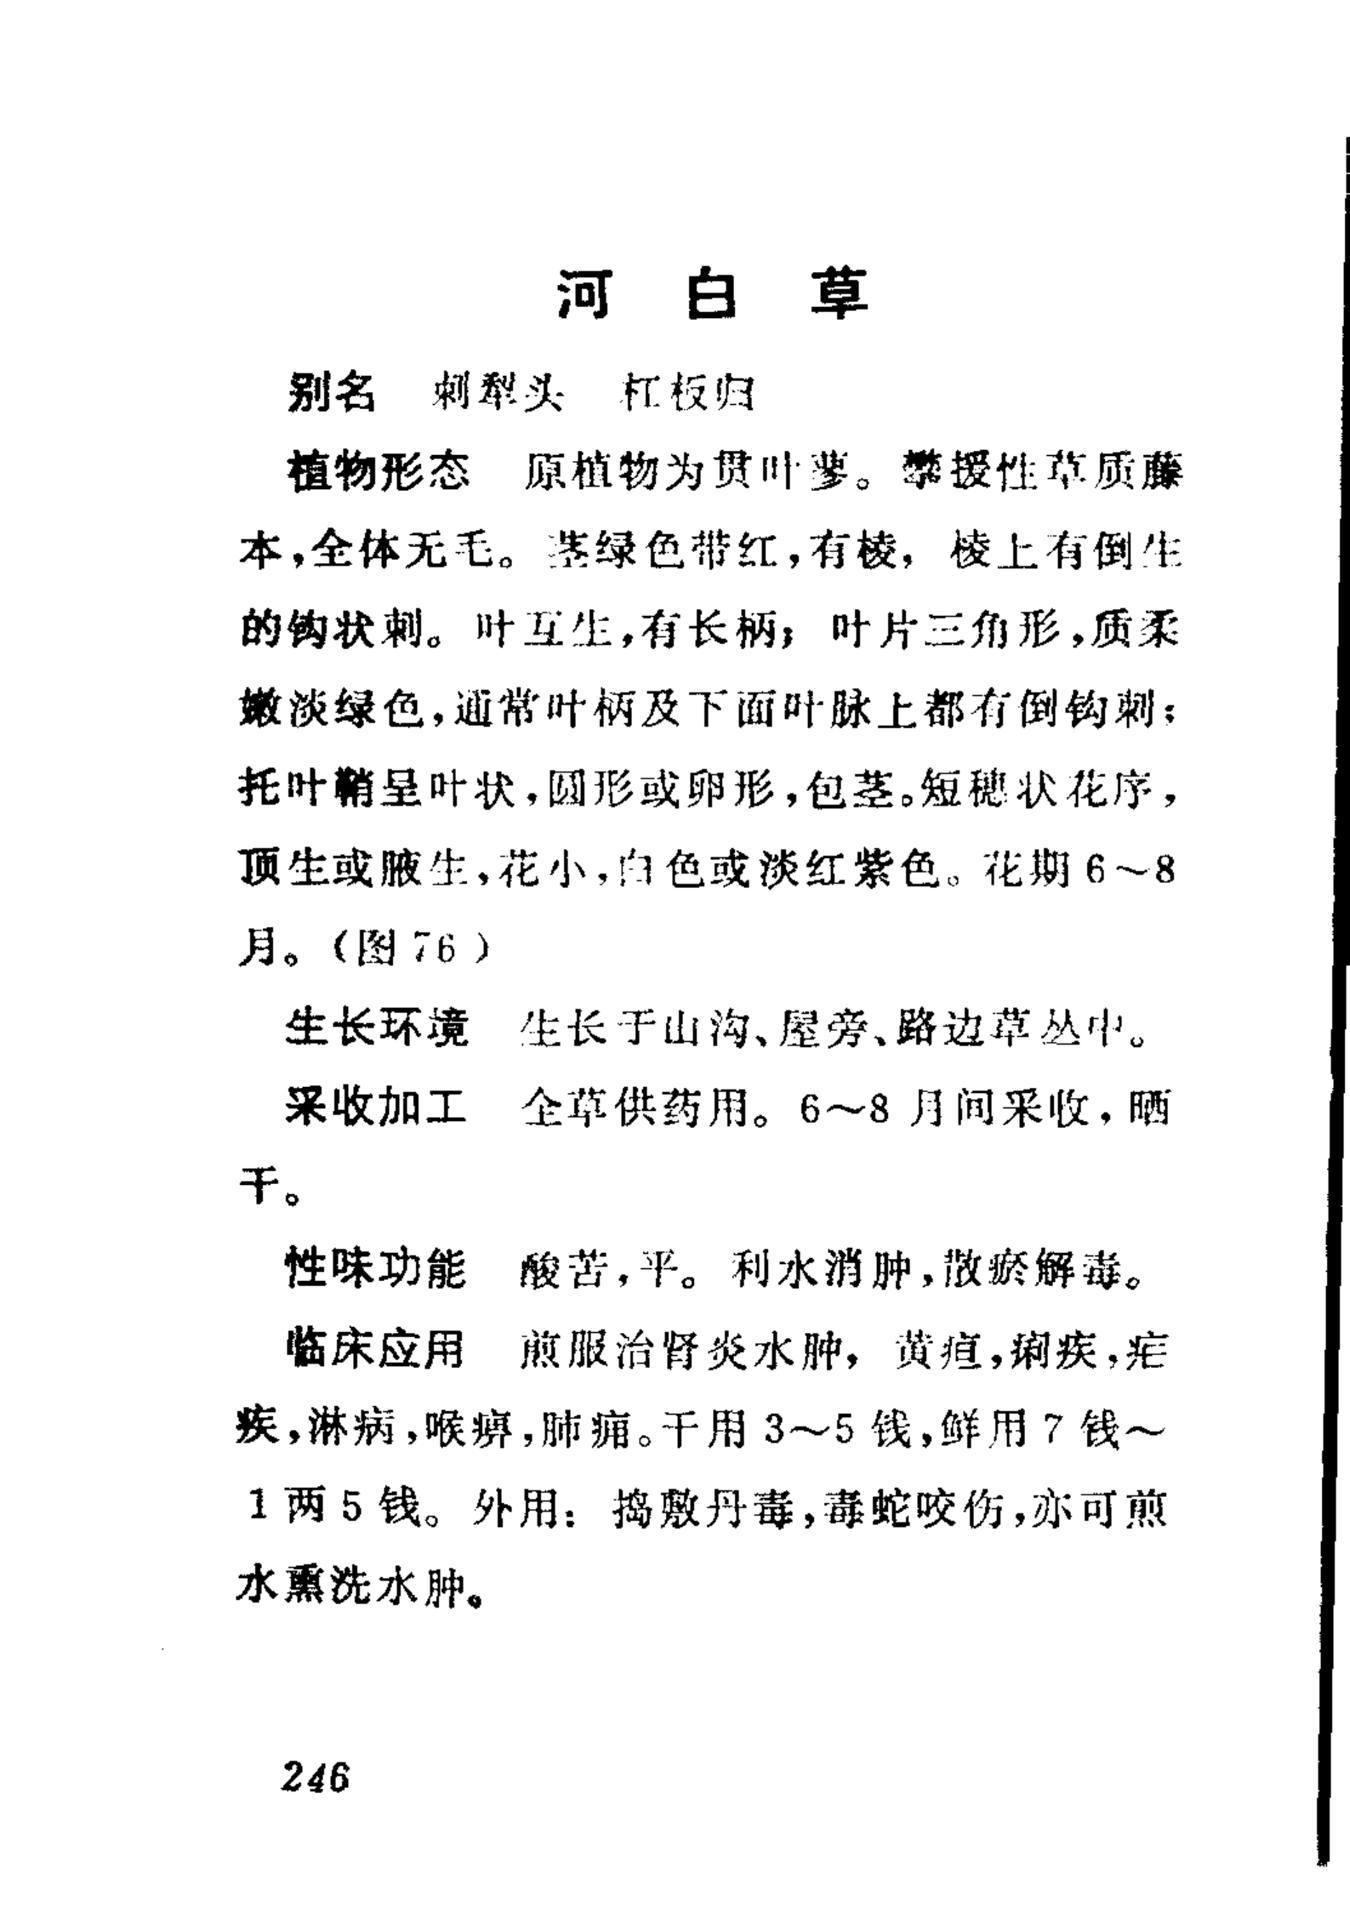 河白草
别名 刺犁头 杠板归
植物形态 原植物为贯叶蓼。攀援性草质藤
本，全体无毛。茎绿色带红，有棱，棱上有倒生
的钩状刺。叶互生，有长柄；叶片三角形，质柔
嫩淡绿色，通常叶柄及下面叶脉上都有倒钩刺；
托叶鞘呈叶状，圆形或卵形，包茎。短穗状花序，
顶生或腋生，花小，白色或淡红紫色。花期6～8
月。（图76）
生长环境 生长于山沟、屋旁、路边草丛中。
采收加工 全草供药用。6～8月间采收，晒
干。
性味功能 酸苦，平。利水消肿，散瘀解毒。
临床应用 煎服治肾炎水肿，黄疸，痢疾，疟
疾，淋病，喉痹，肺痈。干用3～5钱，鲜用7钱～
1两5钱。外用：捣敷丹毒，毒蛇咬伤，亦可煎
水熏洗水肿。
246